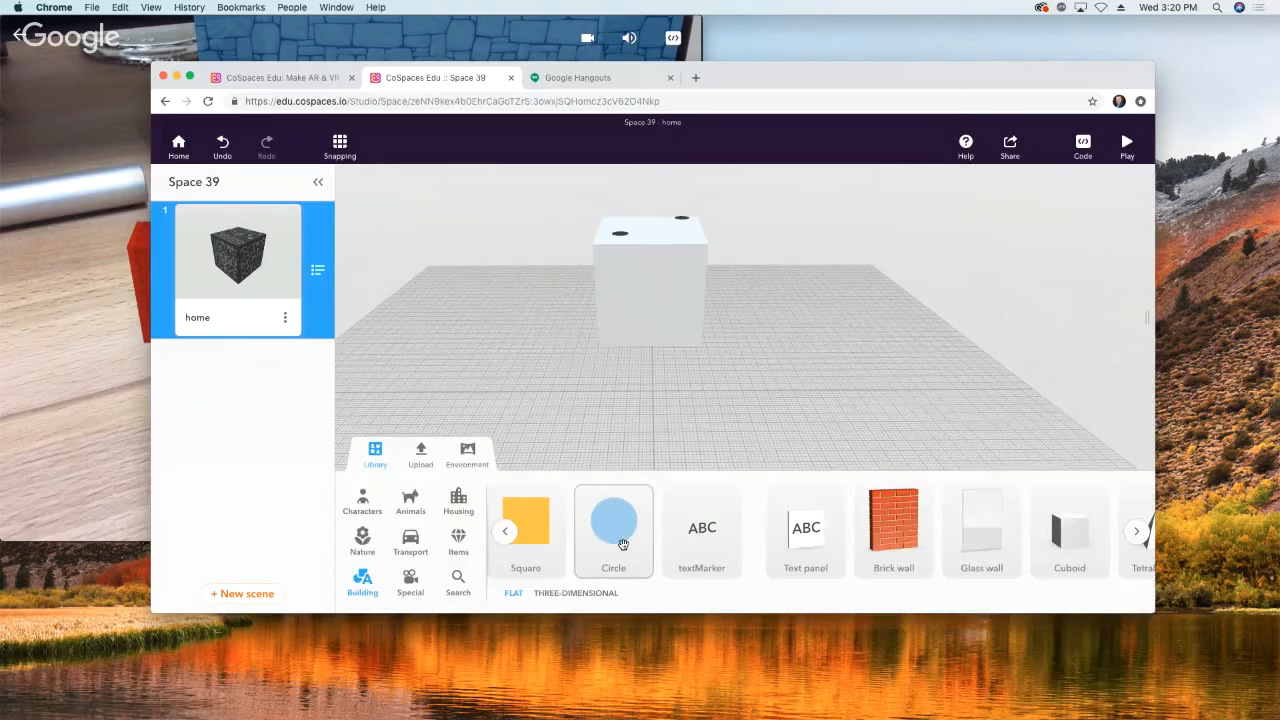 Chrome File Edit View History Bookmarks People Window Help Wed 3:20 PM
Google
CoSpaces Edu: Make AR & VR
CoSpaces Edu :: Space 39
Google Hangouts
https://edu.cospaces.io/Studio/Space/zeNN9kex4b0EhrCaGoTZrS:3owxjSQHomcz3cV62O4Nkp
Space 39 - home
Home Undo Redo Snapping Help Share Code Play
Space 39
1
home
Library Upload Environment
Characters Animals Housing
Nature Transport Items
Building Special Search
ABC ABC
Square Circle textMarker Text panel Brick wall Glass wall Cuboid Tetra
FLAT THREE-DIMENSIONAL
+ New scene